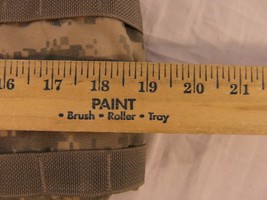 16 17 18 19 20 21
PAINT
• Brush • Roller • Tray